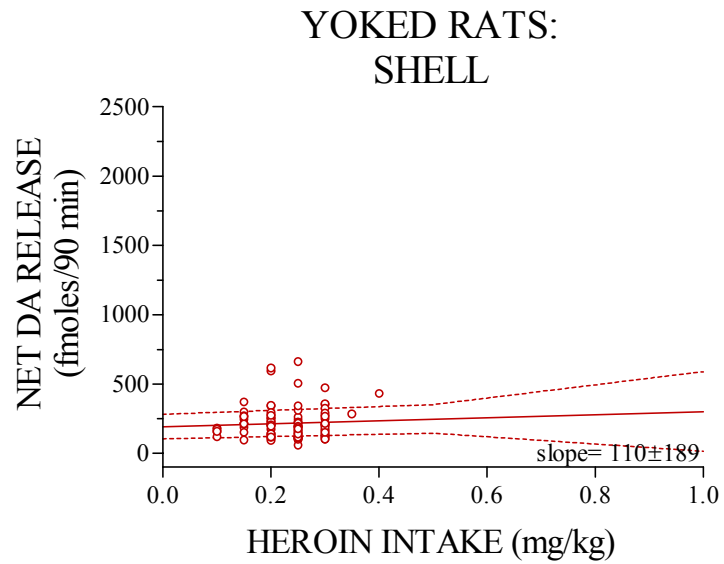 YOKED RATS:
SHELL
NET DA RELEASE
(fmoles/90 min)
2500
2000
1500
1000
500
0
slope= 110±189
0.0 0.2 0.4 0.6 0.8 1.0
HEROIN INTAKE (mg/kg)